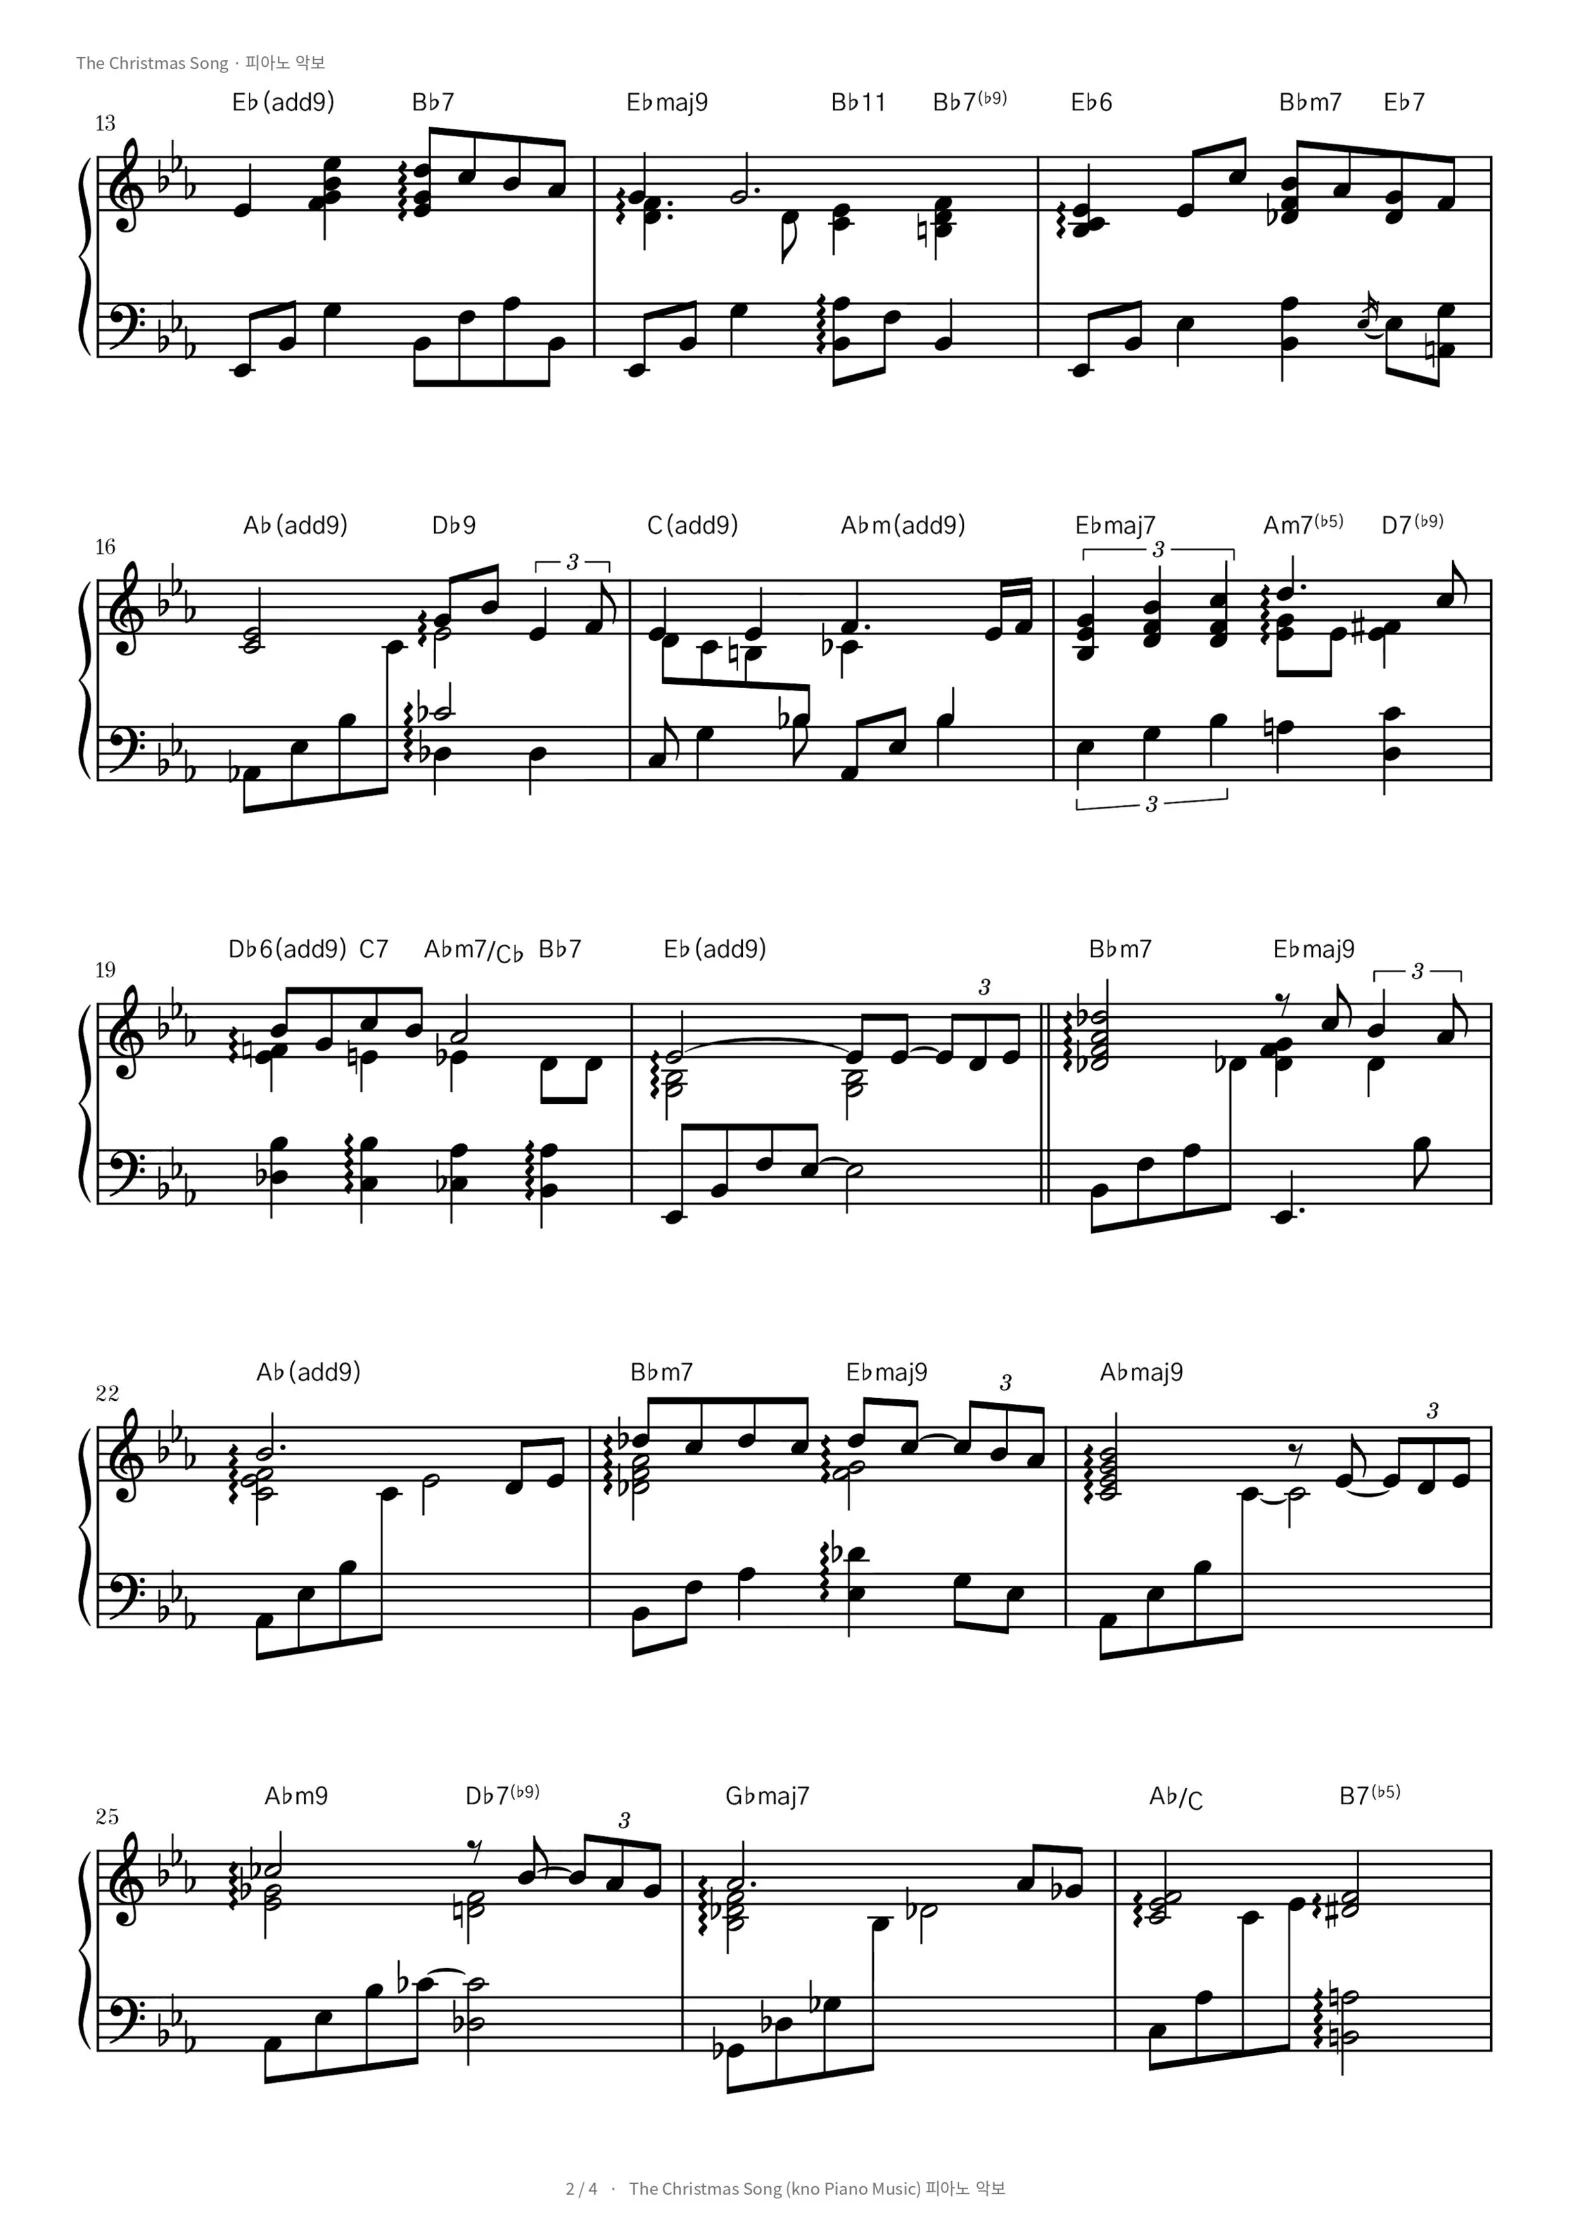 The Christmas Song · 피아노 악보
E♭(add9) B♭7 E♭maj9 B♭11 B♭7(♭9) E♭6 B♭m7 E♭7
13
A♭(add9) D♭9 C(add9) A♭m(add9) E♭maj7 Am7(♭5) D7(♭9)
16
3 3
3
D♭6(add9) C7 A♭m7/C♭ B♭7 E♭(add9) B♭m7 E♭maj9
19
3 3
A♭(add9) B♭m7 E♭maj9 A♭maj9
22
3 3
A♭m9 D♭7(♭9) G♭maj7 A♭/C B7(♭5)
25
3
2 / 4 · The Christmas Song (kno Piano Music) 피아노 악보